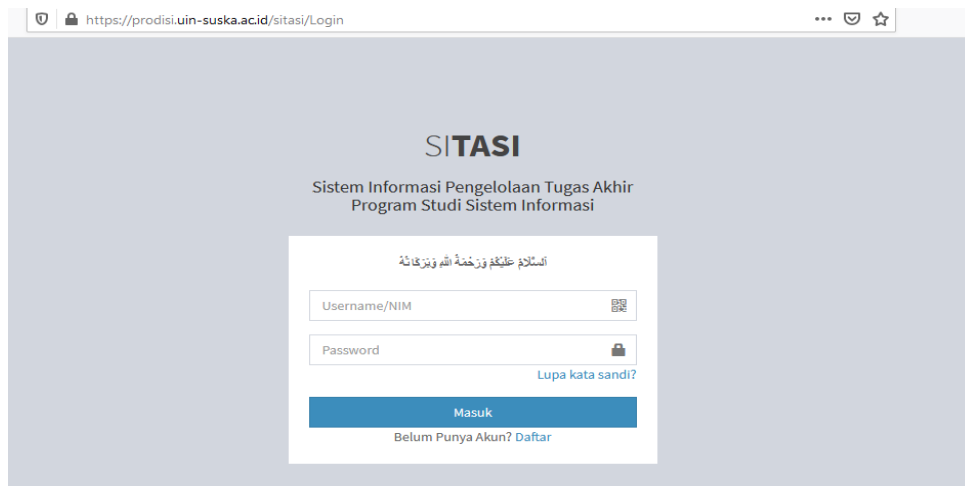 https://prodisi.uin-suska.ac.id/sitasi/Login
SITASI
Sistem Informasi Pengelolaan Tugas Akhir
Program Studi Sistem Informasi
اَلسَّلَامُ عَلَيْكُمْ وَرَحْمَةُ اللهِ وَبَرَكَاتُهُ
Username/NIM
Password
Lupa kata sandi?
Masuk
Belum Punya Akun? Daftar